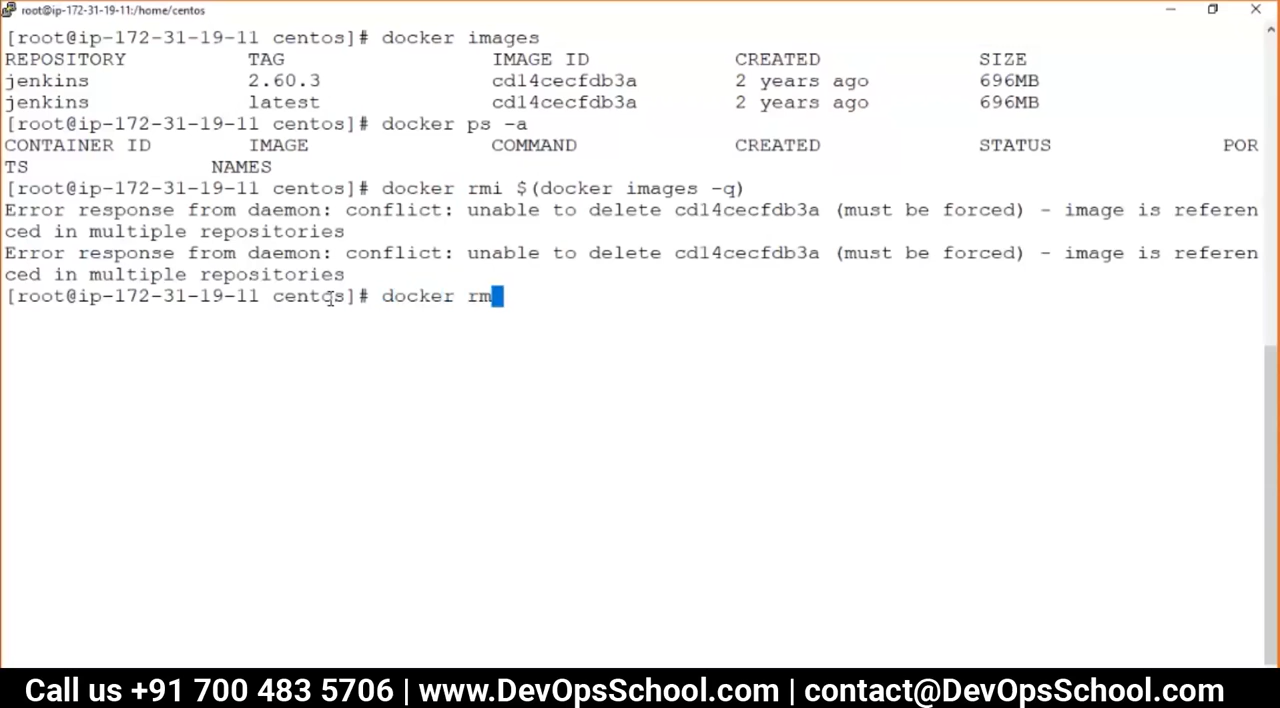 root@ip-172-31-19-11:/home/centos
[root@ip-172-31-19-11 centos]# docker images
REPOSITORY TAG IMAGE ID CREATED SIZE
jenkins 2.60.3 cd14cecfdb3a 2 years ago 696MB
jenkins latest cd14cecfdb3a 2 years ago 696MB
[root@ip-172-31-19-11 centos]# docker ps -a
CONTAINER ID IMAGE COMMAND CREATED STATUS POR
TS NAMES
[root@ip-172-31-19-11 centos]# docker rmi $(docker images -q)
Error response from daemon: conflict: unable to delete cd14cecfdb3a (must be forced) - image is referen
ced in multiple repositories
Error response from daemon: conflict: unable to delete cd14cecfdb3a (must be forced) - image is referen
ced in multiple repositories
[root@ip-172-31-19-11 centos]# docker rm
Call us +91 700 483 5706 | www.DevOpsSchool.com | contact@DevOpsSchool.com